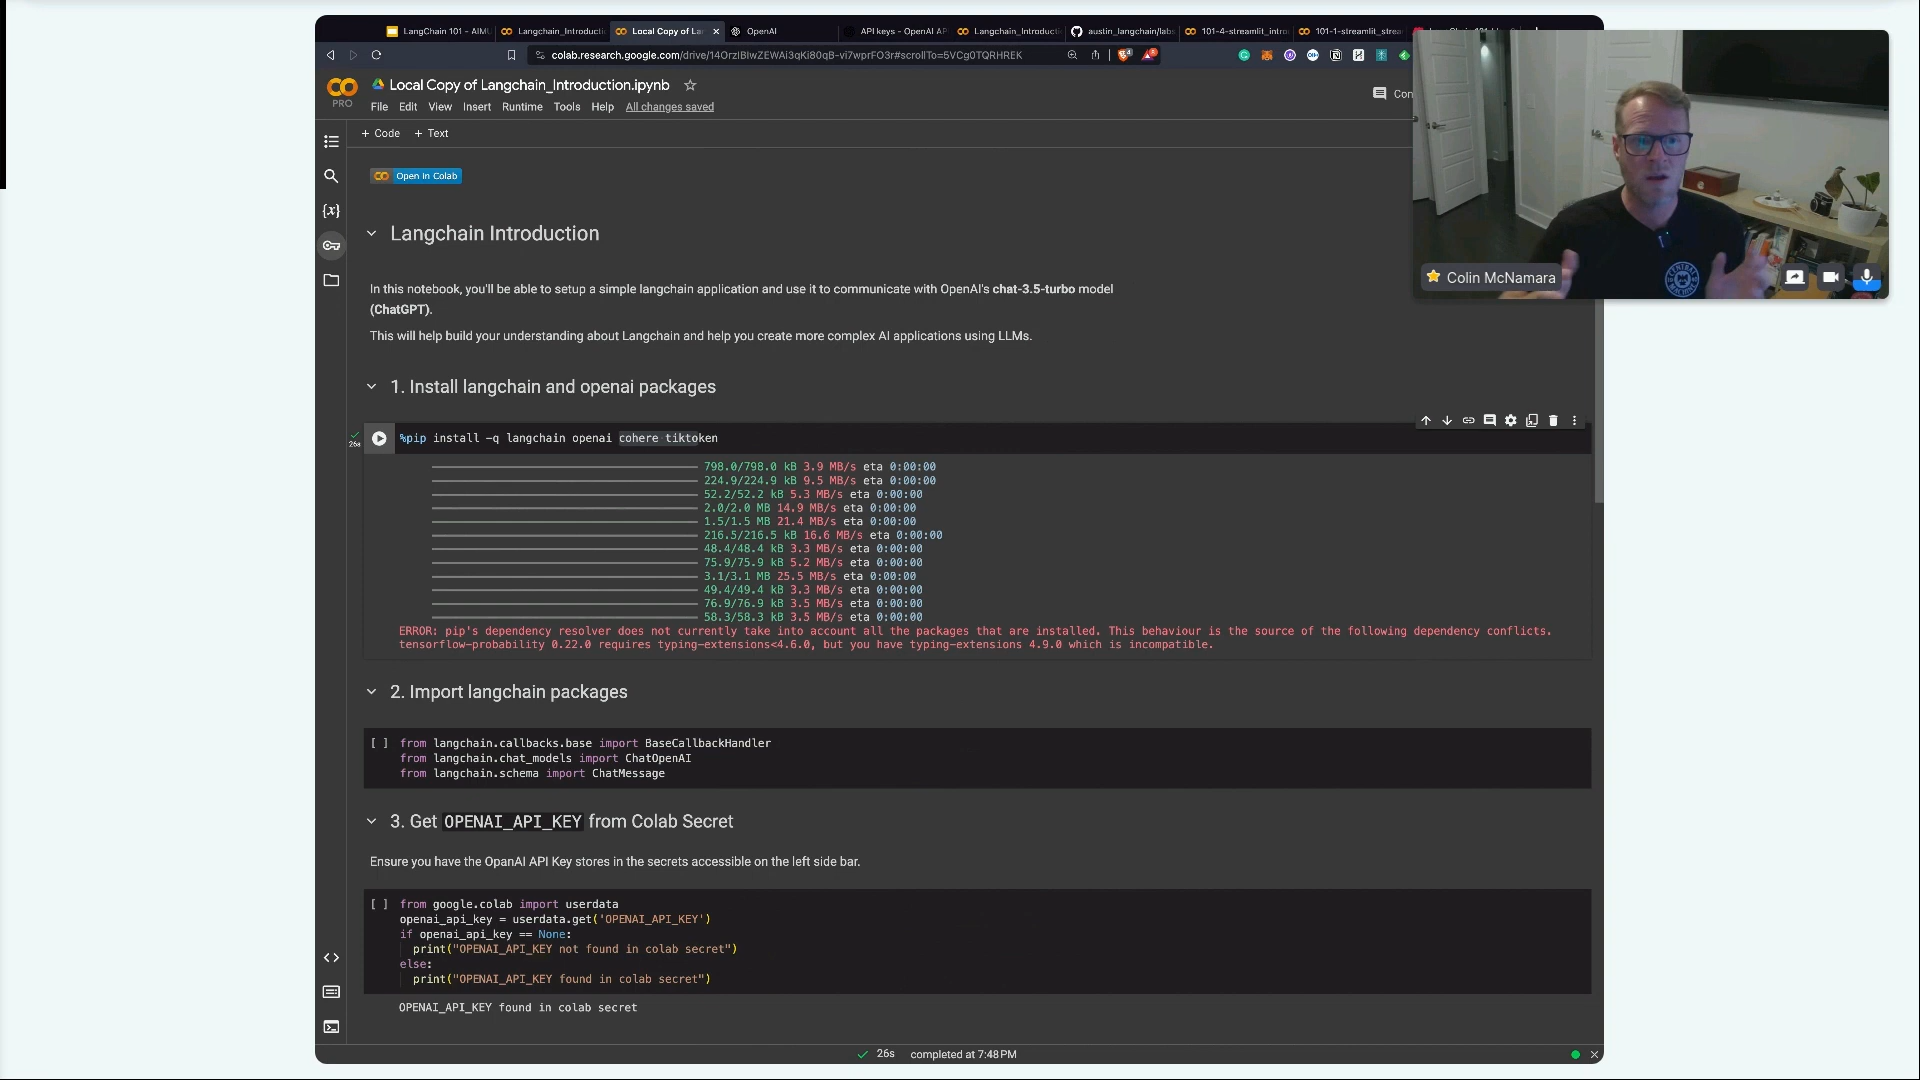 LangChain 101 - AIMU
Langchain_Introducti
Local Copy of La
OpenAI
API keys - OpenAI AP
Langchain_Introducti
austin_langchain/labs
101-4-streamlit_intro
101-1-streamlit_strea
colab.research.google.com/drive/14OrzIBlwZEWAi3qKi80qB-vi7wprFO3r#scrollTo=5VCg0TQRHREK
Local Copy of Langchain_Introduction.ipynb
PRO
File Edit View Insert Runtime Tools Help All changes saved
Con
+ Code + Text
Open in Colab
Langchain Introduction
Colin McNamara
In this notebook, you'll be able to setup a simple langchain application and use it to communicate with OpenAI's chat-3.5-turbo model
(ChatGPT).
This will help build your understanding about Langchain and help you create more complex AI applications using LLMs.
1. Install langchain and openai packages
26s
%pip install -q langchain openai cohere tiktoken
798.0/798.0 kB 3.9 MB/s eta 0:00:00
224.9/224.9 kB 9.5 MB/s eta 0:00:00
52.2/52.2 kB 5.3 MB/s eta 0:00:00
2.0/2.0 MB 14.9 MB/s eta 0:00:00
1.5/1.5 MB 21.4 MB/s eta 0:00:00
216.5/216.5 kB 16.6 MB/s eta 0:00:00
48.4/48.4 kB 3.3 MB/s eta 0:00:00
75.9/75.9 kB 5.2 MB/s eta 0:00:00
3.1/3.1 MB 25.5 MB/s eta 0:00:00
49.4/49.4 kB 3.3 MB/s eta 0:00:00
76.9/76.9 kB 3.5 MB/s eta 0:00:00
58.3/58.3 kB 3.5 MB/s eta 0:00:00
ERROR: pip's dependency resolver does not currently take into account all the packages that are installed. This behaviour is the source of the following dependency conflicts.
tensorflow-probability 0.22.0 requires typing-extensions<4.6.0, but you have typing-extensions 4.9.0 which is incompatible.
2. Import langchain packages
[ ] from langchain.callbacks.base import BaseCallbackHandler
from langchain.chat_models import ChatOpenAI
from langchain.schema import ChatMessage
3. Get OPENAI_API_KEY from Colab Secret
Ensure you have the OpanAI API Key stores in the secrets accessible on the left side bar.
[ ] from google.colab import userdata
openai_api_key = userdata.get('OPENAI_API_KEY')
if openai_api_key == None:
print("OPENAI_API_KEY not found in colab secret")
else:
print("OPENAI_API_KEY found in colab secret")
OPENAI_API_KEY found in colab secret
26s completed at 7:48 PM